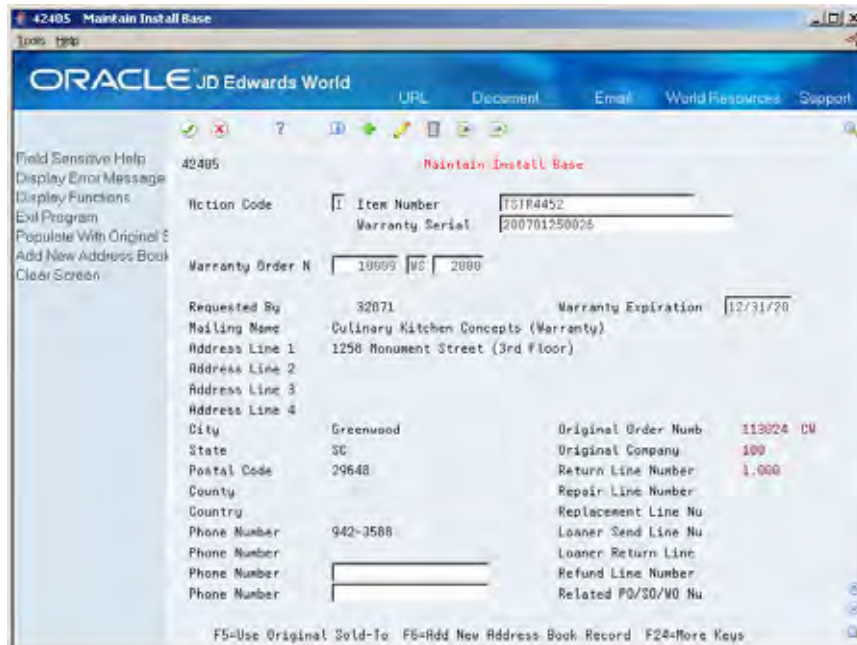 42405 Maintain Install Base
Tools Help
ORACLE JD Edwards World
URL Document Email World Resources Support
Field Sensitive Help
Display Error Message
Display Functions
Exit Program
Populate With Original S
Add New Address Book
Clear Screen
42405 Maintain Install Base
Action Code I Item Number TSTR4452
Warranty Serial 200701250026
Warranty Order N 10999 WS 2000
Requested By 32071 Warranty Expiration 12/31/20
Mailing Name Culinary Kitchen Concepts (Warranty)
Address Line 1 1258 Monument Street (3rd Floor)
Address Line 2
Address Line 3
Address Line 4
City Greenwood Original Order Numb 113024 CW
State SC Original Company 100
Postal Code 29648 Return Line Number 1.000
County Repair Line Number
Country Replacement Line Nu
Phone Number 942-3588 Loaner Send Line Nu
Phone Number Loaner Return Line
Phone Number Refund Line Number
Phone Number Related PO/SO/WO Nu
F5=Use Original Sold-To F6=Add New Address Book Record F24=More Keys